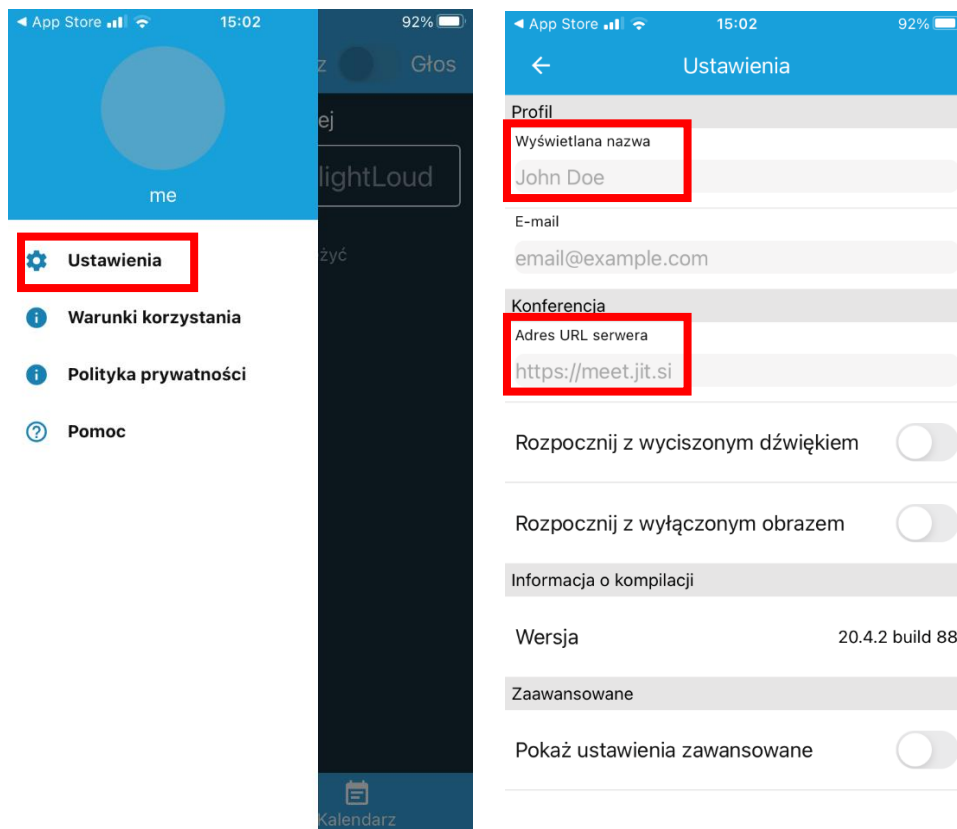 ◄ App Store 15:02 92%
z Głos
ej
lightLoud
me
żyć
Ustawienia
Warunki korzystania
Polityka prywatności
Pomoc
Kalendarz
◄ App Store 15:02 92%
Ustawienia
Profil
Wyświetlana nazwa
John Doe
E-mail
email@example.com
Konferencja
Adres URL serwera
https://meet.jit.si
Rozpocznij z wyciszonym dźwiękiem
Rozpocznij z wyłączonym obrazem
Informacja o kompilacji
Wersja 20.4.2 build 88
Zaawansowane
Pokaż ustawienia zawansowane